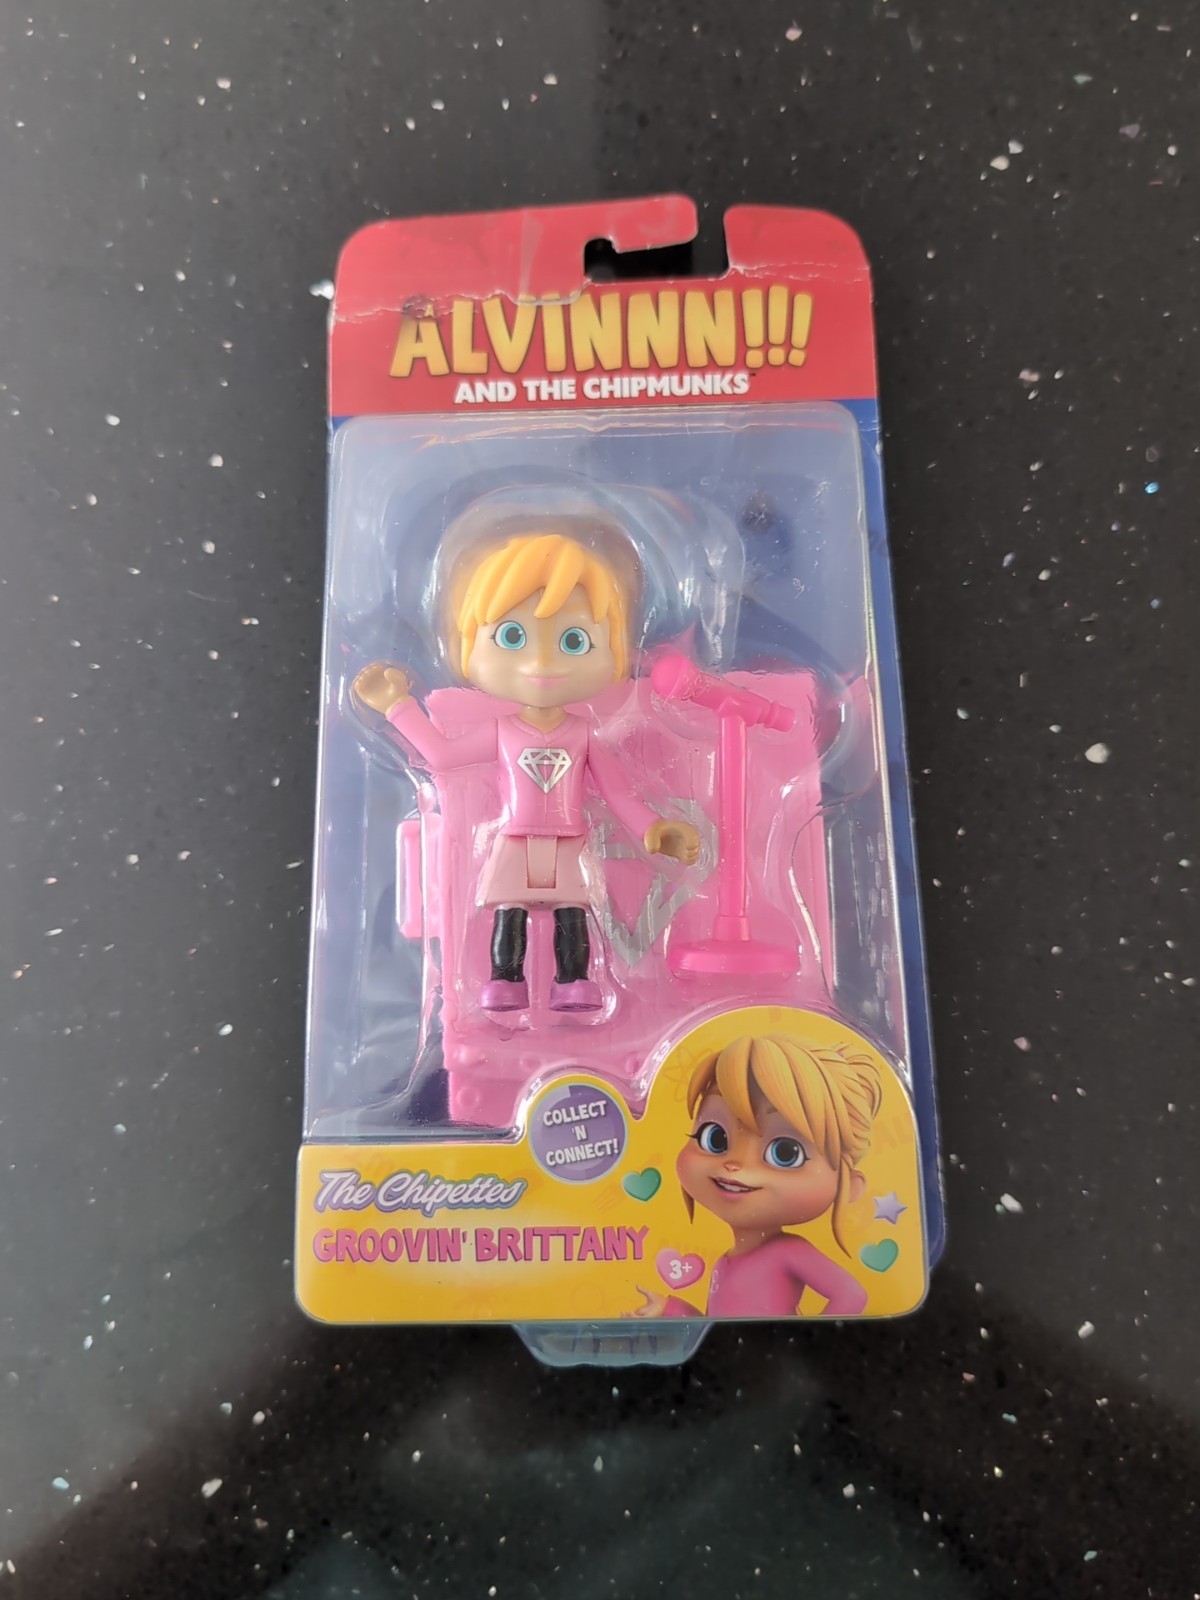 ALVINNN!!!
AND THE CHIPMUNKS
COLLECT
'N
CONNECT!
The Chipettes
GROOVIN' BRITTANY
3+